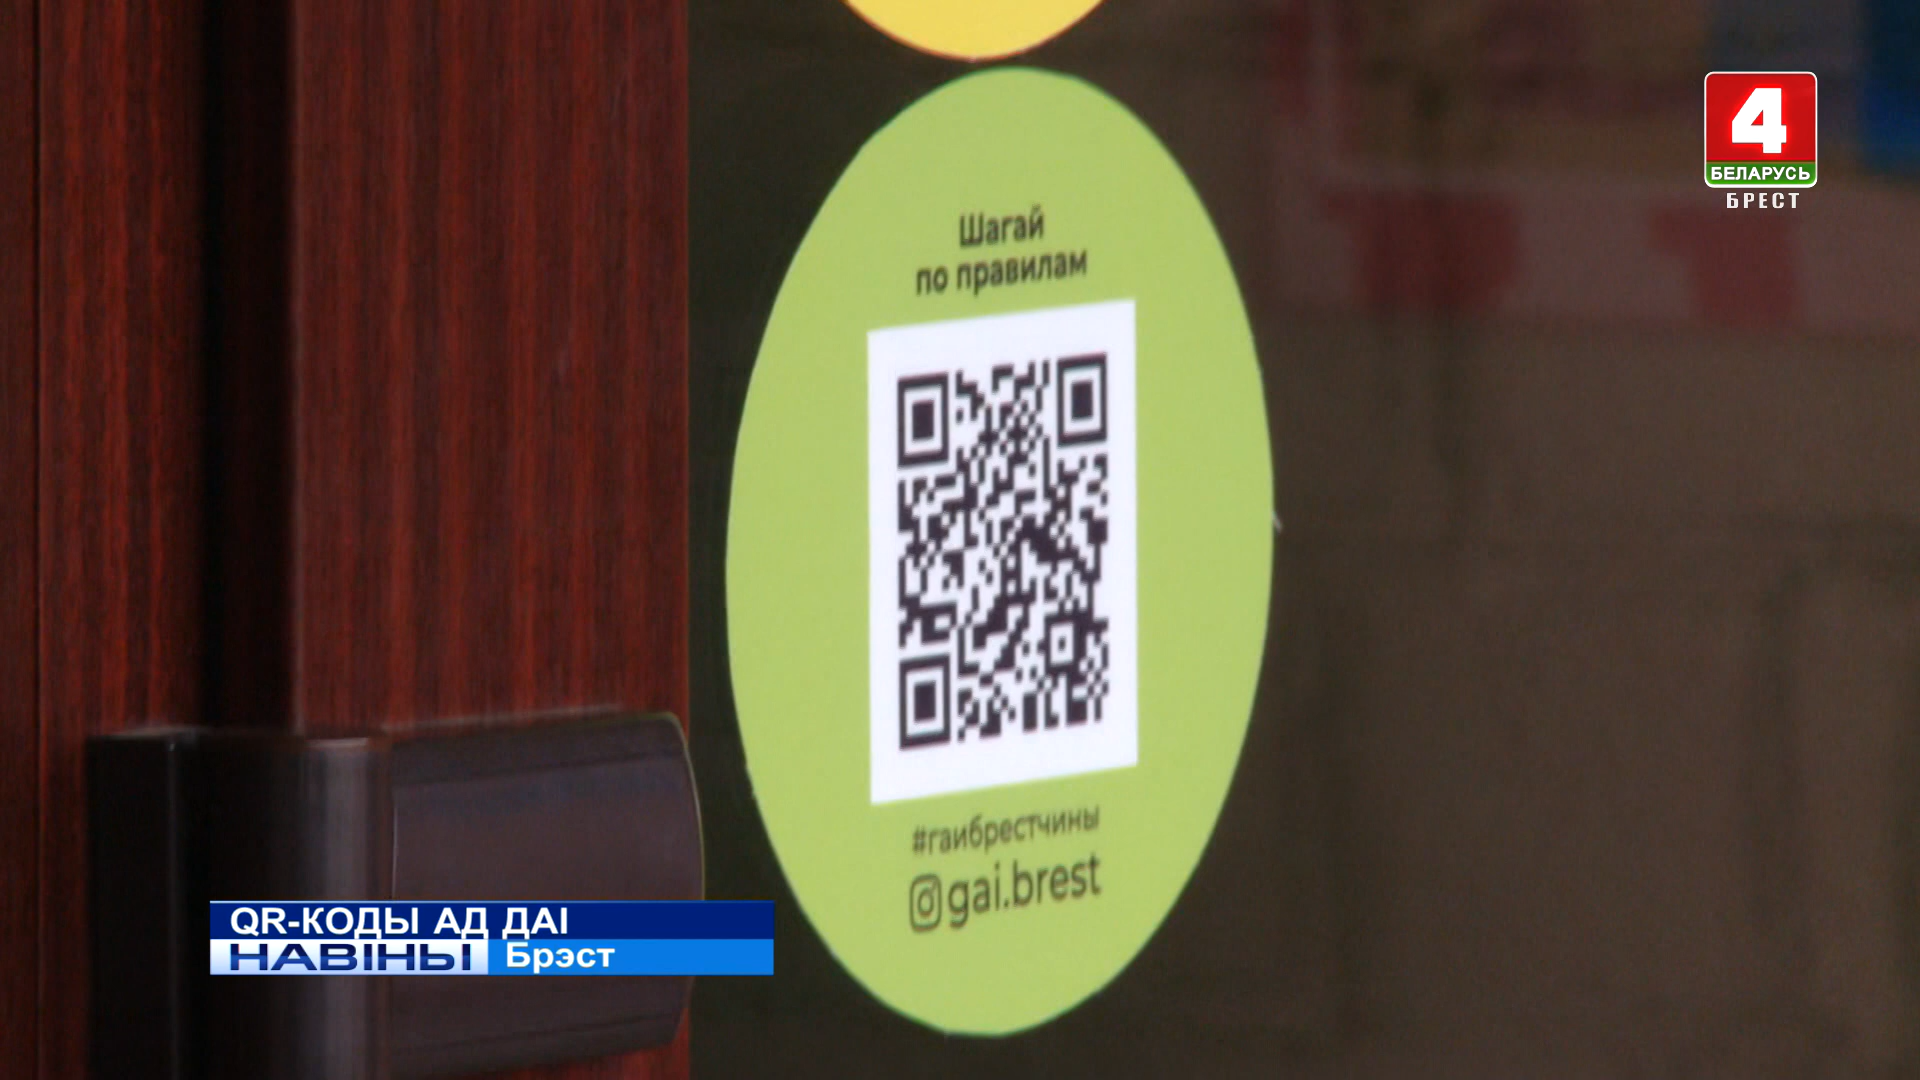 4
БЕЛАРУСЬ
БРЕСТ
Шагай
по правилам
#гаибрестчины
gai.brest
QR-КОДЫ АД ДАІ
НАВІНЫ Брэст